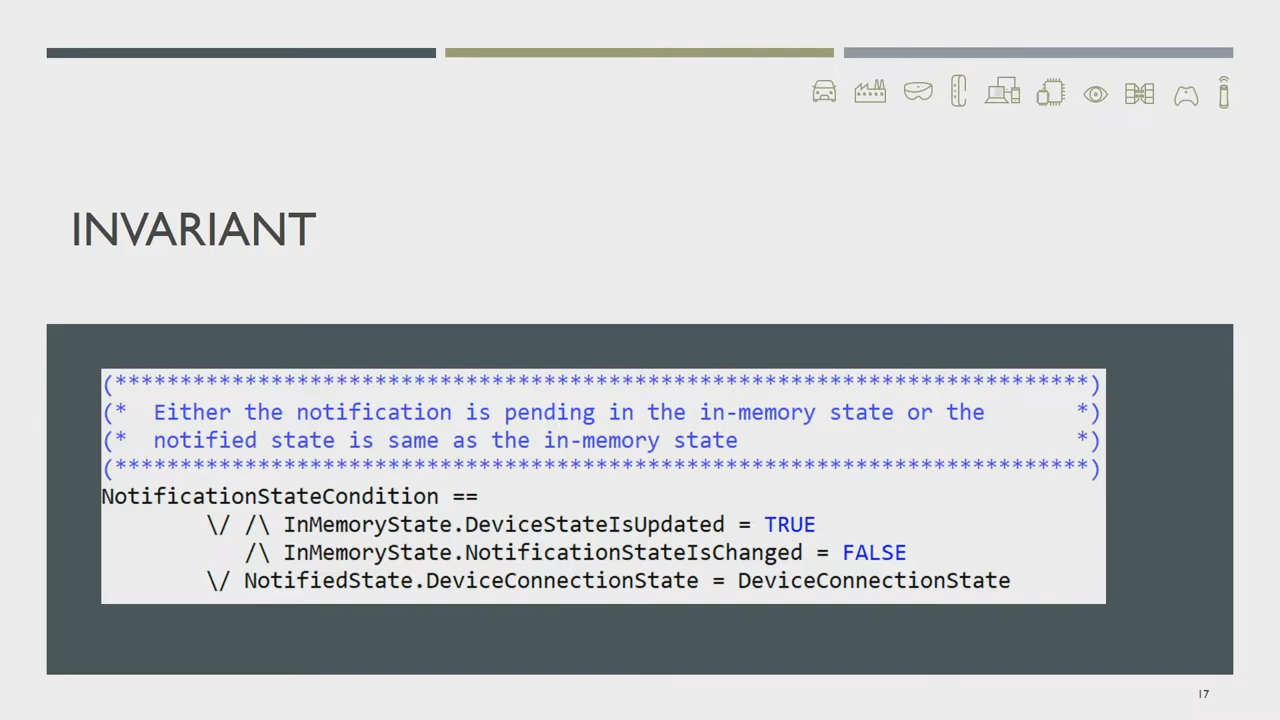 INVARIANT
(***************************************************************************)
(*  Either the notification is pending in the in-memory state or the       *)
(*  notified state is same as the in-memory state                          *)
(***************************************************************************)
NotificationStateCondition ==
        \/ /\ InMemoryState.DeviceStateIsUpdated = TRUE
           /\ InMemoryState.NotificationStateIsChanged = FALSE
        \/ NotifiedState.DeviceConnectionState = DeviceConnectionState
17